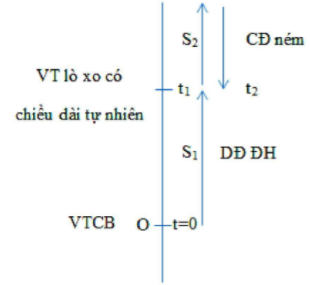 S₂
CĐ ném
VT lò xo có
chiều dài tự nhiên
t₁
t₂
S₁
DĐ ĐH
VTCB
O
t=0